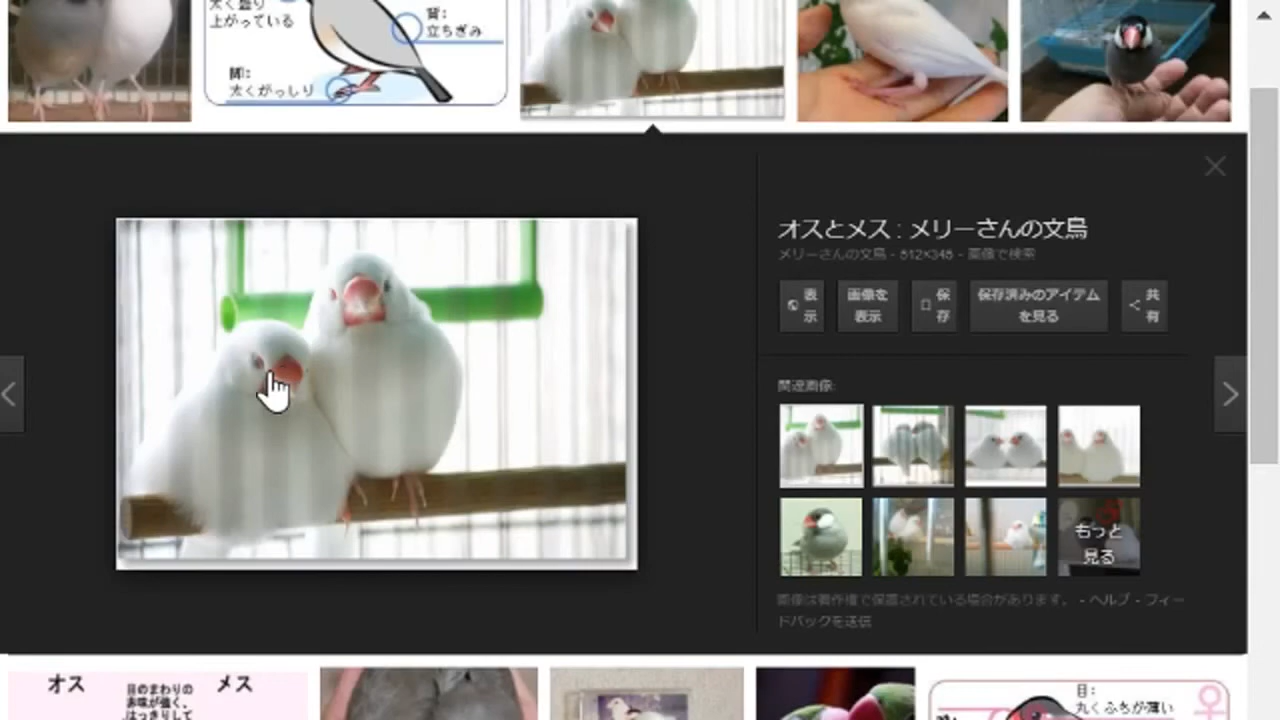 太く盛り
上がっている
背:
立ちぎみ
脚:
太くがっしり
オスとメス : メリーさんの文鳥
メリーさんの文鳥 - 512×348 - 画像で検索
表
示
画像を
表示
保
存
保存済みのアイテム
を見る
共
有
関連画像:
もっと
見る
画像は著作権で保護されている場合があります。 - ヘルプ - フィー
ドバックを送信
オス
メス
目のまわりの
赤味が強く、
はっきりして
目:
丸くふちが薄い